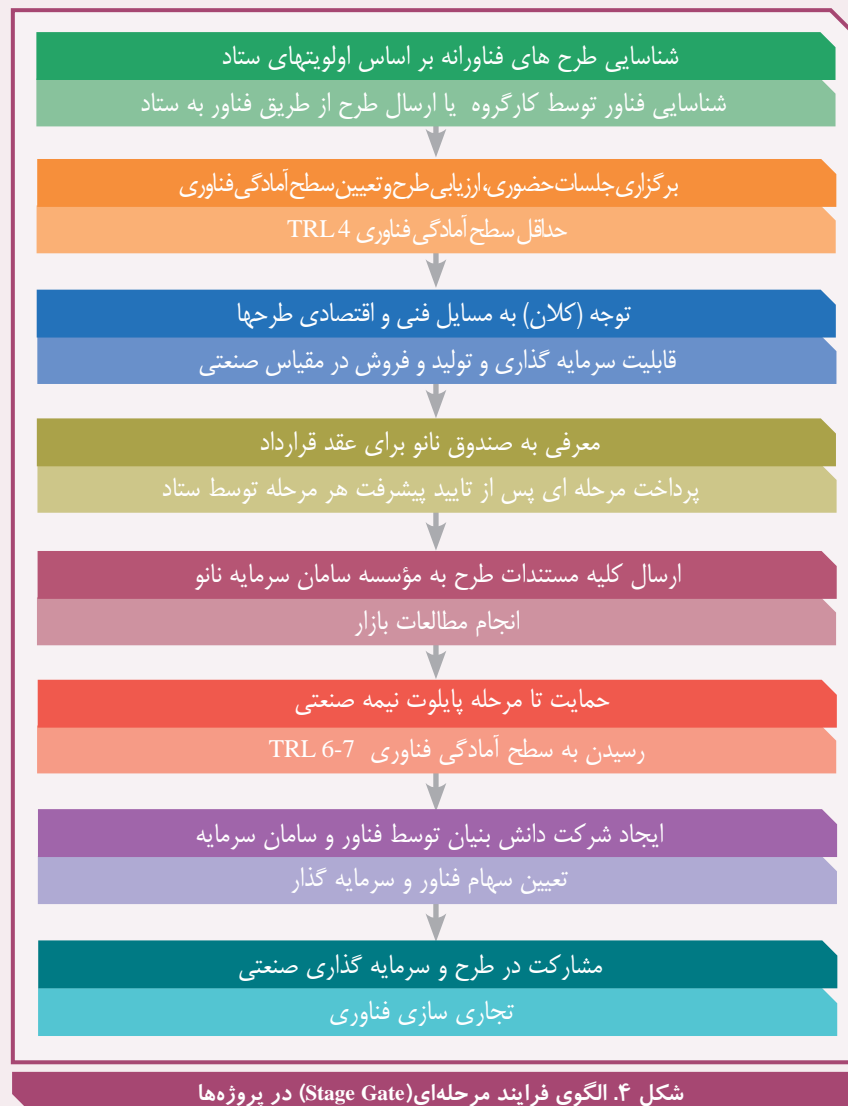 شناسایی طرح های فناورانه بر اساس اولویتهای ستاد
شناسایی فناور توسط کارگروه یا ارسال طرح از طریق فناور به ستاد
برگزاری جلسات حضوری، ارزیابی طرح و تعیین سطح آمادگی فناوری
حداقل سطح آمادگی فناوری TRL 4
توجه (کلان) به مسایل فنی و اقتصادی طرحها
قابلیت سرمایه گذاری و تولید و فروش در مقیاس صنعتی
معرفی به صندوق نانو برای عقد قرارداد
پرداخت مرحله ای پس از تایید پیشرفت هر مرحله توسط ستاد
ارسال کلیه مستندات طرح به مؤسسه سامان سرمایه نانو
انجام مطالعات بازار
حمایت تا مرحله پایلوت نیمه صنعتی
رسیدن به سطح آمادگی فناوری TRL 6-7
ایجاد شرکت دانش بنیان توسط فناور و سامان سرمایه
تعیین سهام فناور و سرمایه گذار
مشارکت در طرح و سرمایه گذاری صنعتی
تجاری سازی فناوری
شکل ۴. الگوی فرایند مرحله‌ای(Stage Gate) در پروژه‌ها